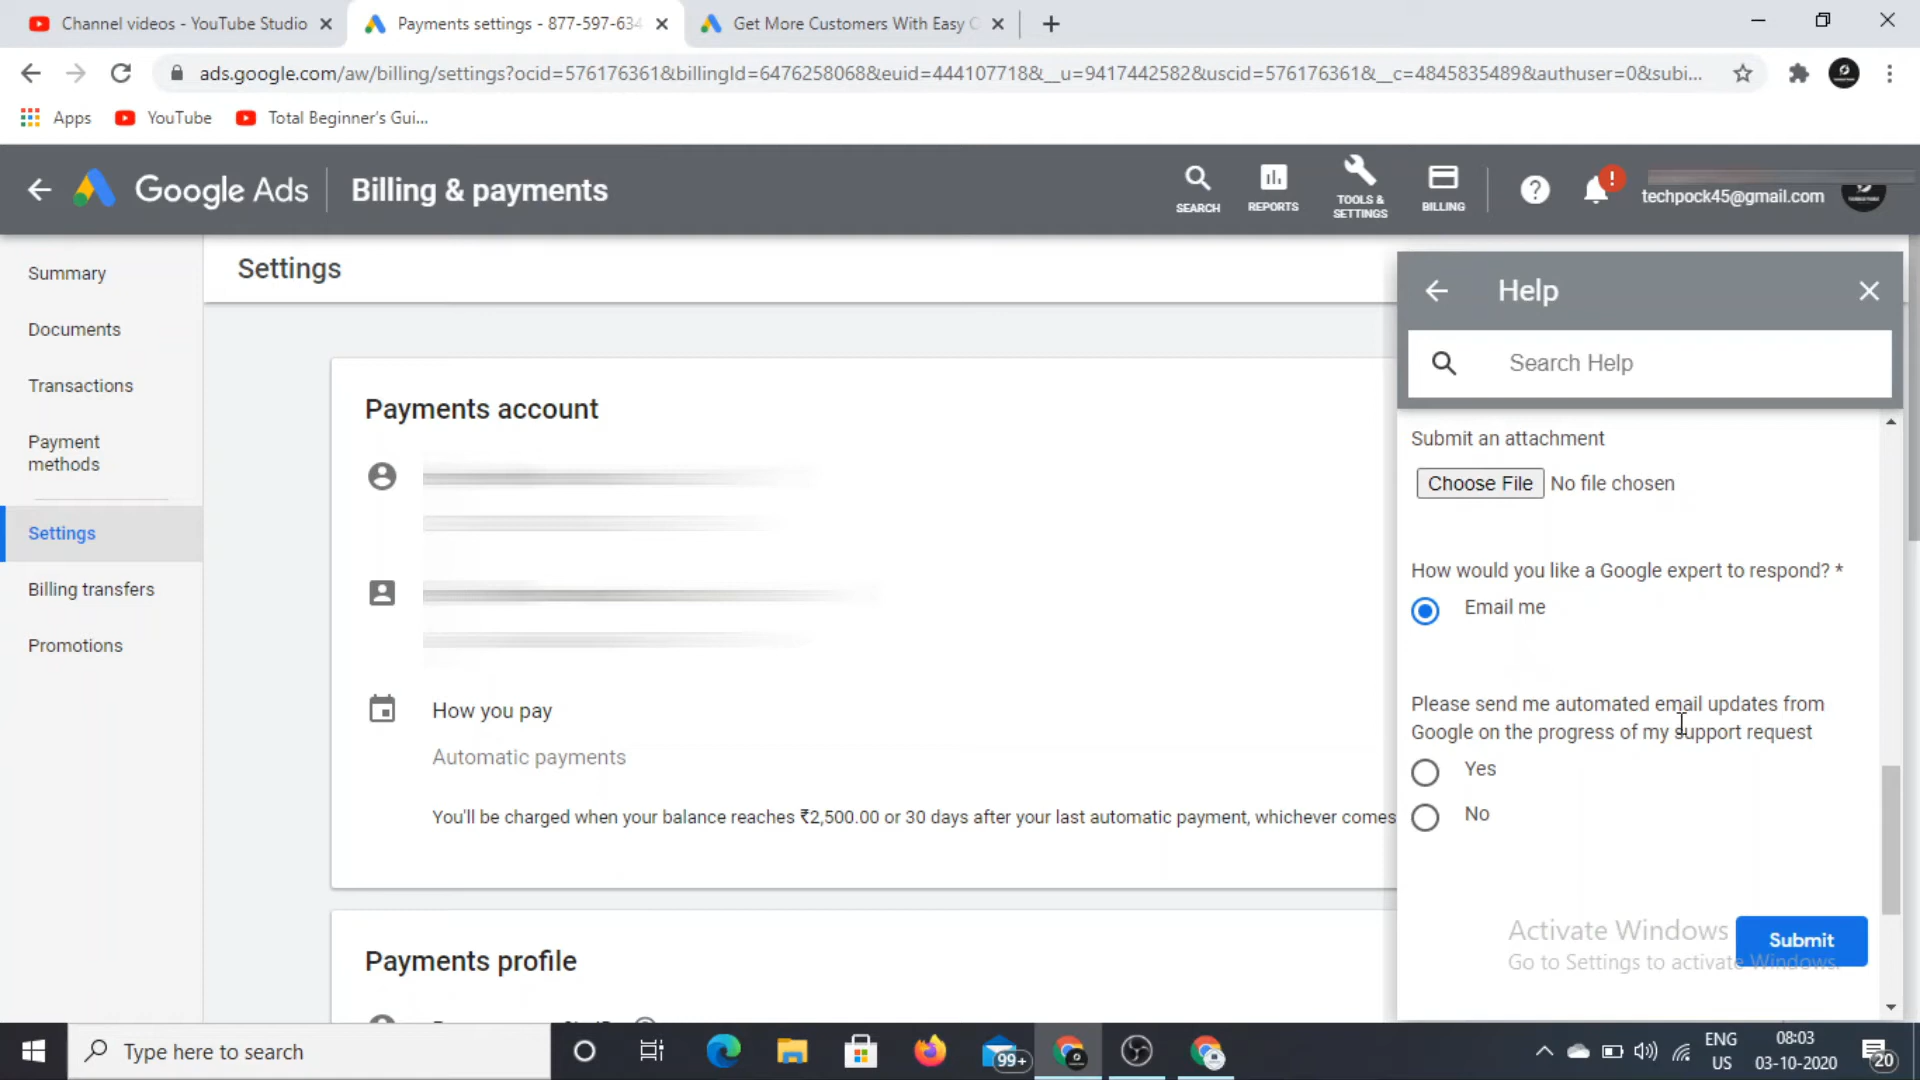 Channel videos - YouTube Studio
Payments settings - 877-597-634
Get More Customers With Easy
ads.google.com/aw/billing/settings?ocid=576176361&billingId=6476258068&euid=444107718&__u=9417442582&uscid=576176361&__c=4845835489&authuser=0&subi...
Apps
YouTube
Total Beginner's Gui...
Google Ads
Billing & payments
SEARCH
REPORTS
TOOLS & SETTINGS
BILLING
?
!
techpock45@gmail.com
Summary
Documents
Transactions
Payment
methods
Settings
Billing transfers
Promotions
Settings
Payments account
How you pay
Automatic payments
You'll be charged when your balance reaches ₹2,500.00 or 30 days after your last automatic payment, whichever comes
Payments profile
Help
Search Help
Submit an attachment
Choose File No file chosen
How would you like a Google expert to respond? *
Email me
Please send me automated email updates from
Google on the progress of my support request
Yes
No
Activate Windows
Go to Settings to activate Windows.
Submit
Type here to search
99+
ENG
US
08:03
03-10-2020
20